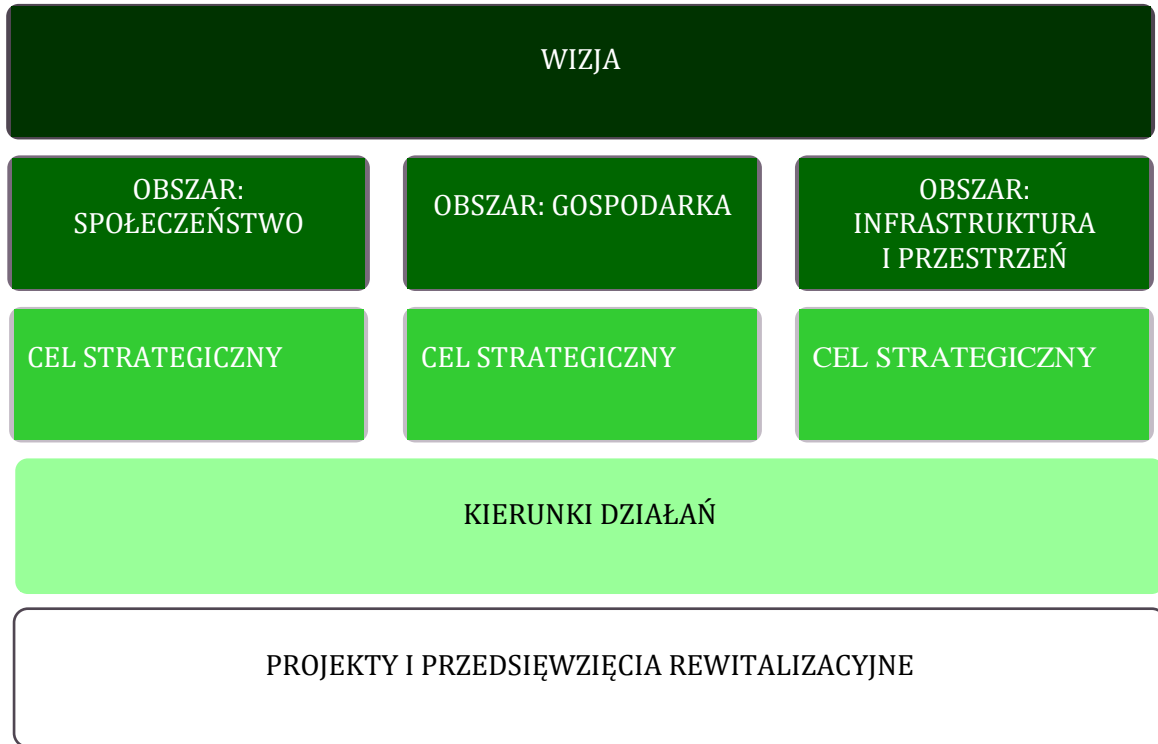 WIZJA
OBSZAR:
SPOŁECZEŃSTWO
OBSZAR: GOSPODARKA
OBSZAR:
INFRASTRUKTURA
I PRZESTRZEŃ
CEL STRATEGICZNY
CEL STRATEGICZNY
CEL STRATEGICZNY
KIERUNKI DZIAŁAŃ
PROJEKTY I PRZEDSIĘWZIĘCIA REWITALIZACYJNE